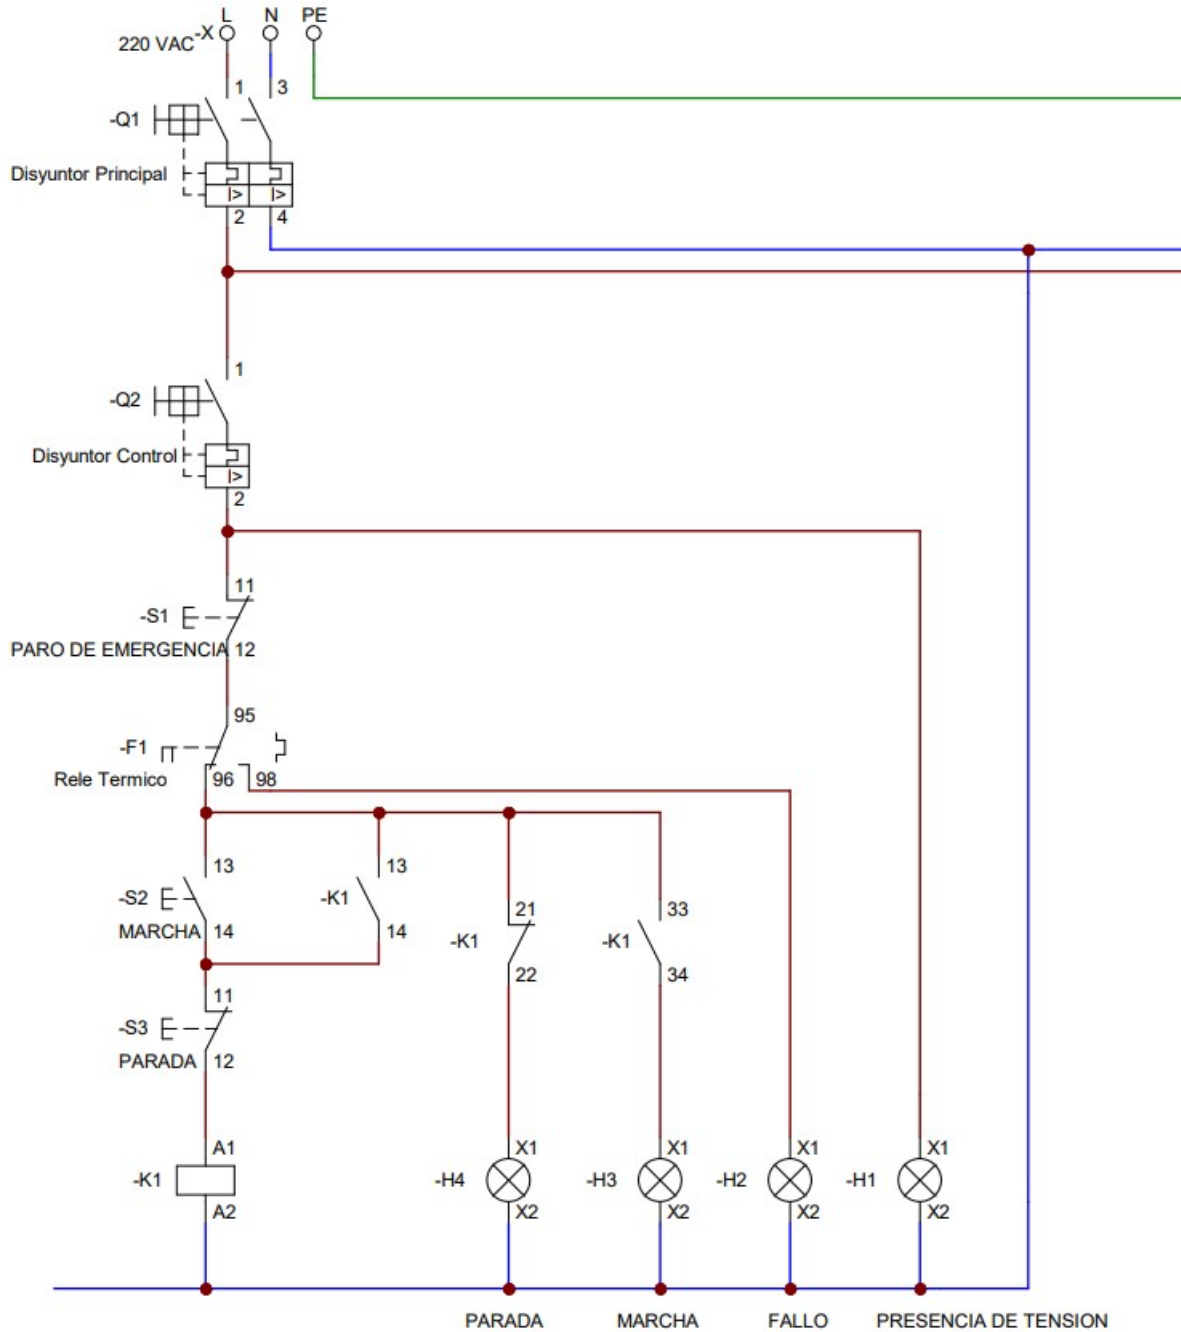 L N PE
-X
220 VAC
1 3
-Q1
Disyuntor Principal
I> I>
2 4
1
-Q2
Disyuntor Control
I>
2
11
-S1
PARO DE EMERGENCIA 12
95
-F1
Rele Termico 96 98
13 13
-S2 -K1
MARCHA 14 14
21 33
-K1 -K1
22 34
11
-S3
PARADA 12
A1 X1 X1 X1 X1
-K1 -H4 -H3 -H2 -H1
A2 X2 X2 X2 X2
PARADA MARCHA FALLO PRESENCIA DE TENSION